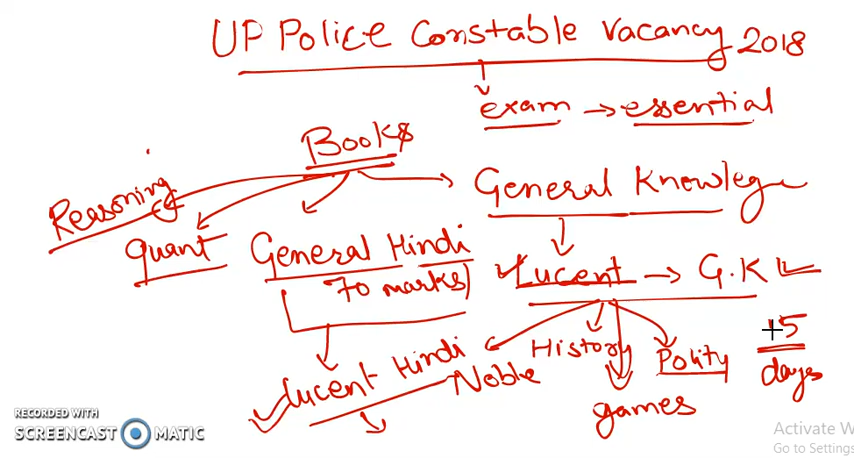 UP Police Constable Vacancy 2018
exam → essential
Books
Reasoning
quant
General Hindi
70 marks)
General Knowlege
Lucent → G.K
Lucent Hindi
Noble
History
Polity
games
15
days
RECORDED WITH
SCREENCAST MATIC
Activate W
Go to Settings